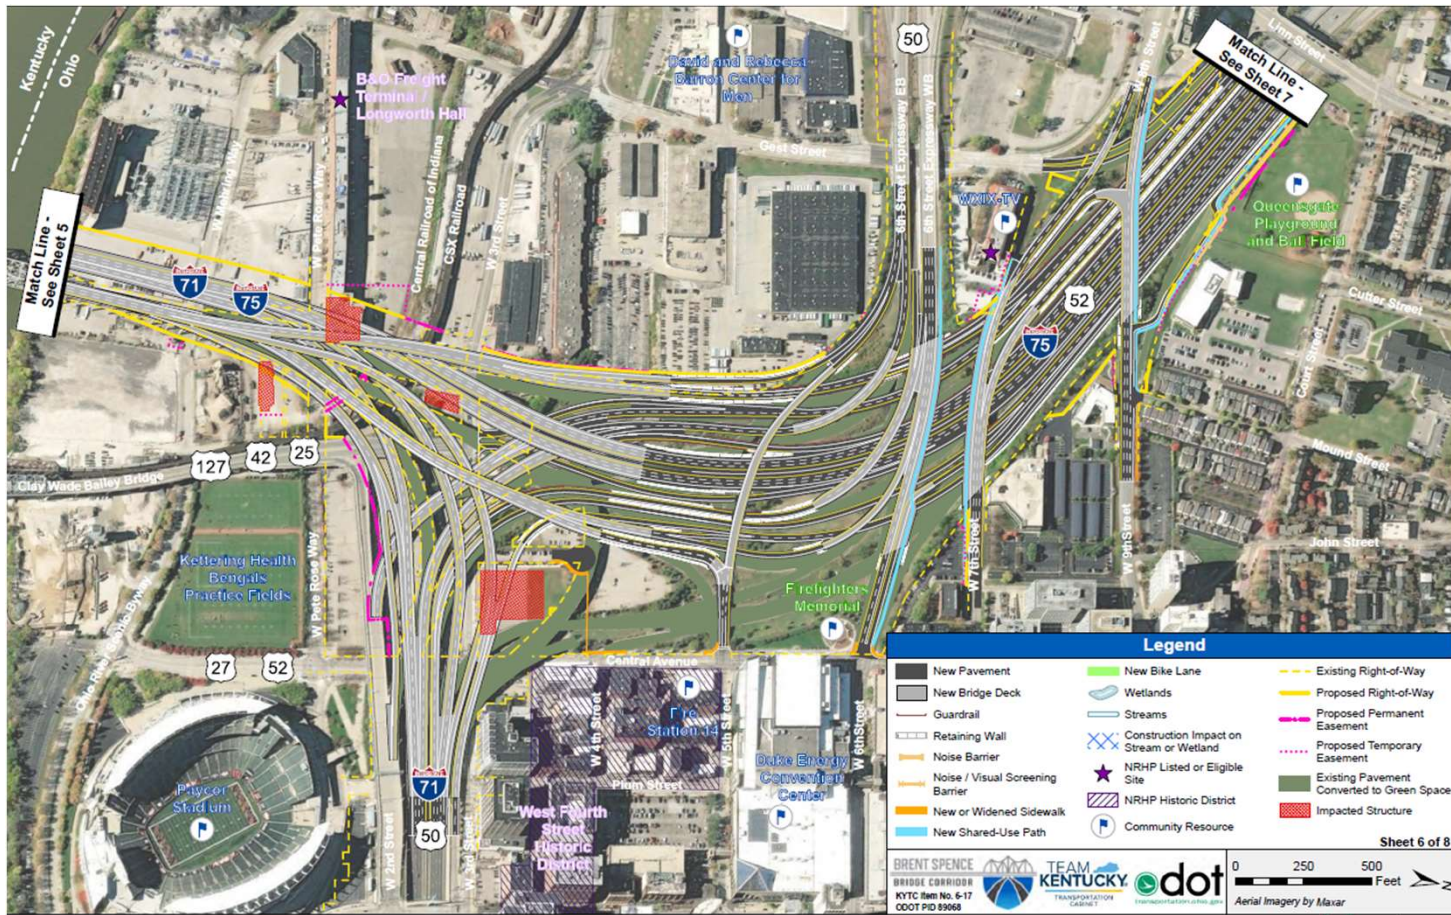 Kentucky
Ohio
Match Line -
See Sheet 5
B&O Freight
Terminal /
Longworth Hall
W Mehring Way
W Pete Rose Way
Central Railroad of Indiana
CSX Railroad
W 3rd Street
David and Rebecca
Barron Center for
Men
Gest Street
50
6th Street Expressway EB
6th Street Expressway WB
W 8th Street
Linn Street
Match Line -
See Sheet 7
WXIX-TV
Queensgate
Playground
and Ball Field
Cutter Street
Court Street
Mound Street
John Street
71
75
52
75
127
42
25
Clay Wade Bailey Bridge
Kettering Health
Bengals
Practice Fields
W Pete Rose Way
27
52
Paycor
Stadium
71
50
W 2nd Street
W 3rd Street
Central Avenue
W 4th Street
Fire
Station 14
W 5th Street
Plum Street
West Fourth
Street
Historic
District
Duke Energy
Convention
Center
Firefighters
Memorial
W 6thStreet
W 7th Street
W 9thStreet
Legend
New Pavement
New Bridge Deck
Guardrail
Retaining Wall
Noise Barrier
Noise / Visual Screening
Barrier
New or Widened Sidewalk
New Shared-Use Path
New Bike Lane
Wetlands
Streams
Construction Impact on
Stream or Wetland
NRHP Listed or Eligible
Site
NRHP Historic District
Community Resource
Existing Right-of-Way
Proposed Right-of-Way
Proposed Permanent
Easement
Proposed Temporary
Easement
Existing Pavement
Converted to Green Space
Impacted Structure
Sheet 6 of 8
BRENT SPENCE
BRIDGE CORRIDOR
KYTC Item No. 6-17
ODOT PID 89068
TEAM
KENTUCKY
TRANSPORTATION
CABINET
odot
transportation.ohio.gov
0 250 500
Feet
N
Aerial Imagery by Maxar